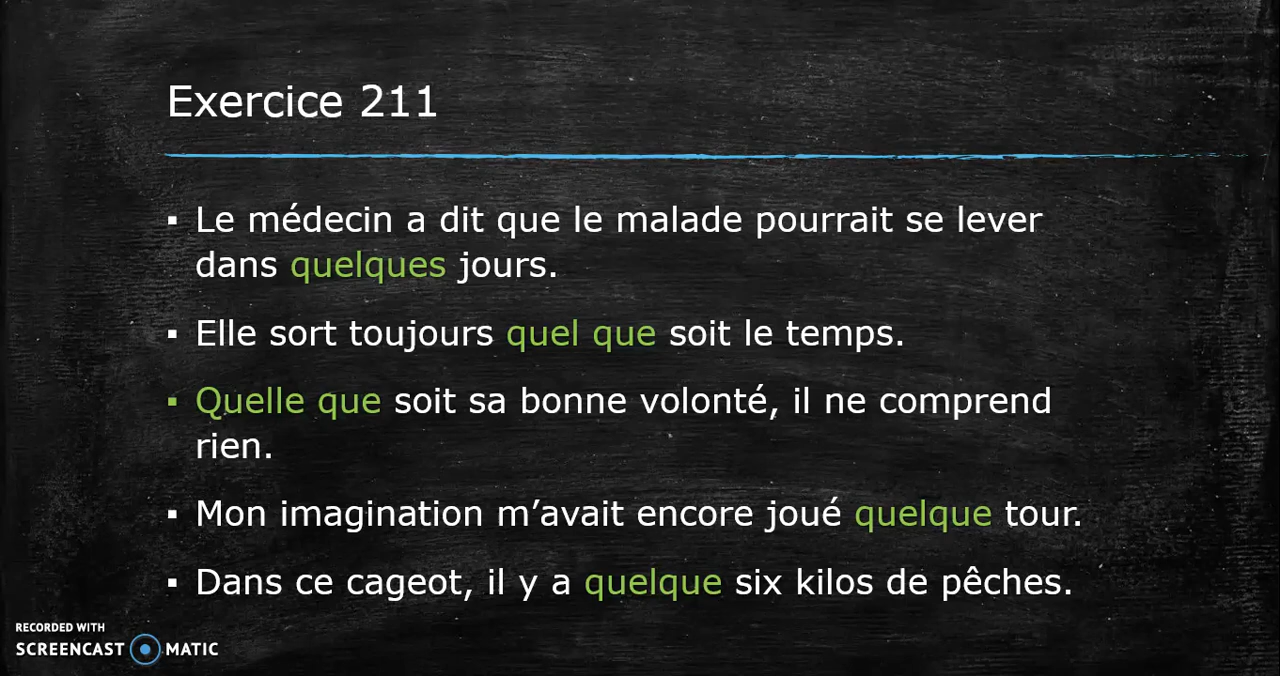 Exercice 211
▪ Le médecin a dit que le malade pourrait se lever
dans quelques jours.
▪ Elle sort toujours quel que soit le temps.
▪ Quelle que soit sa bonne volonté, il ne comprend
rien.
▪ Mon imagination m’avait encore joué quelque tour.
▪ Dans ce cageot, il y a quelque six kilos de pêches.
RECORDED WITH
SCREENCAST MATIC